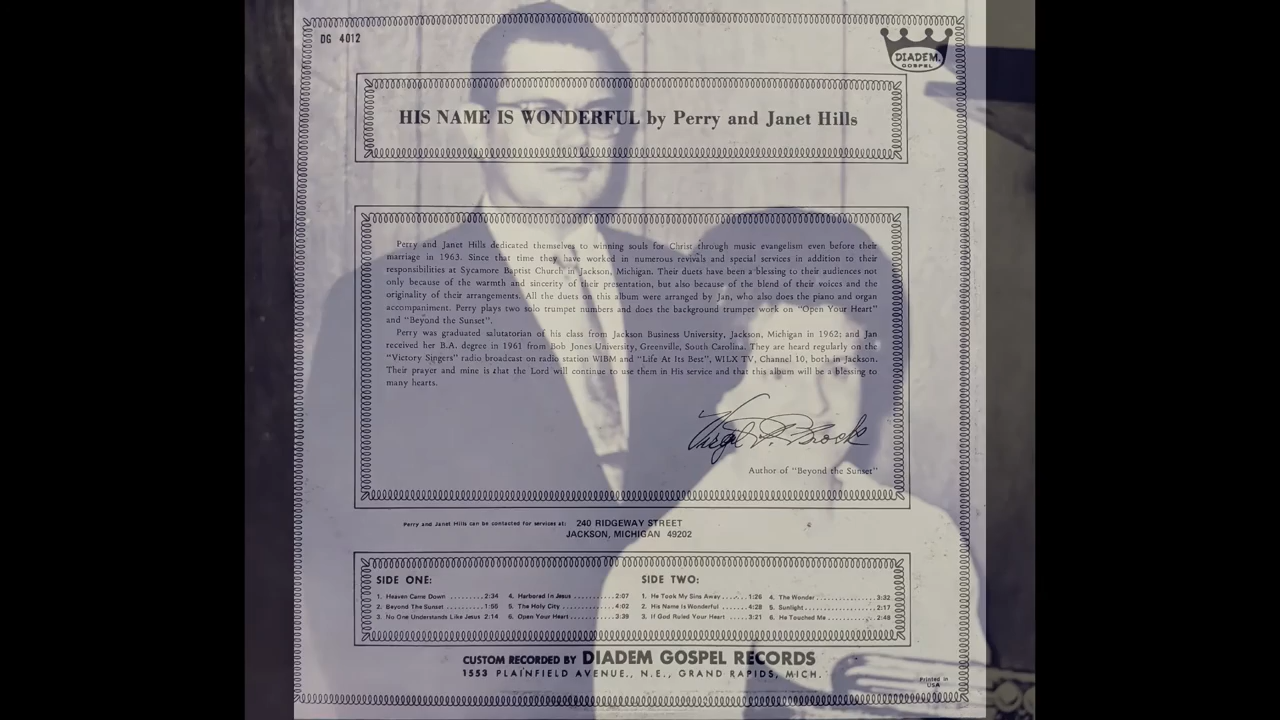 DG 4012
DIADEM
GOSPEL
HIS NAME IS WONDERFUL by Perry and Janet Hills
Perry and Janet Hills dedicated themselves to winning souls for Christ through music evangelism even before their
marriage in 1963. Since that time they have worked in numerous revivals and special services in addition to their
responsibilities at Sycamore Baptist Church in Jackson, Michigan. Their duets have been a blessing to their audiences not
only because of the warmth and sincerity of their presentation, but also because of the blend of their voices and the
originality of their arrangements. All the duets on this album were arranged by Jan, who also does the piano and organ
accompaniment. Perry plays two solo trumpet numbers and does the background trumpet work on "Open Your Heart"
and "Beyond the Sunset".
Perry was graduated salutatorian of his class from Jackson Business University, Jackson, Michigan in 1962; and Jan
received her B.A. degree in 1961 from Bob Jones University, Greenville, South Carolina. They are heard regularly on the
"Victory Singers" radio broadcast on radio station WIBM and "Life At Its Best", WILX TV, Channel 10, both in Jackson.
Their prayer and mine is that the Lord will continue to use them in His service and that this album will be a blessing to
many hearts.
Virgil P. Brock
Author of "Beyond the Sunset"
Perry and Janet Hills can be contacted for services at: 240 RIDGEWAY STREET
JACKSON, MICHIGAN 49202
SIDE ONE:
1. Heaven Came Down 2:34
2. Beyond The Sunset 1:56
3. No One Understands Like Jesus 2:14
4. Harbored In Jesus 2:07
5. The Holy City 4:02
6. Open Your Heart 3:39
SIDE TWO:
1. He Took My Sins Away 1:26
2. His Name Is Wonderful 4:28
3. If God Ruled Your Heart 3:21
4. The Wonder 3:32
5. Sunlight 2:17
6. He Touched Me 2:48
CUSTOM RECORDED BY DIADEM GOSPEL RECORDS
1553 PLAINFIELD AVENUE., N.E., GRAND RAPIDS, MICH.
Printed in
USA